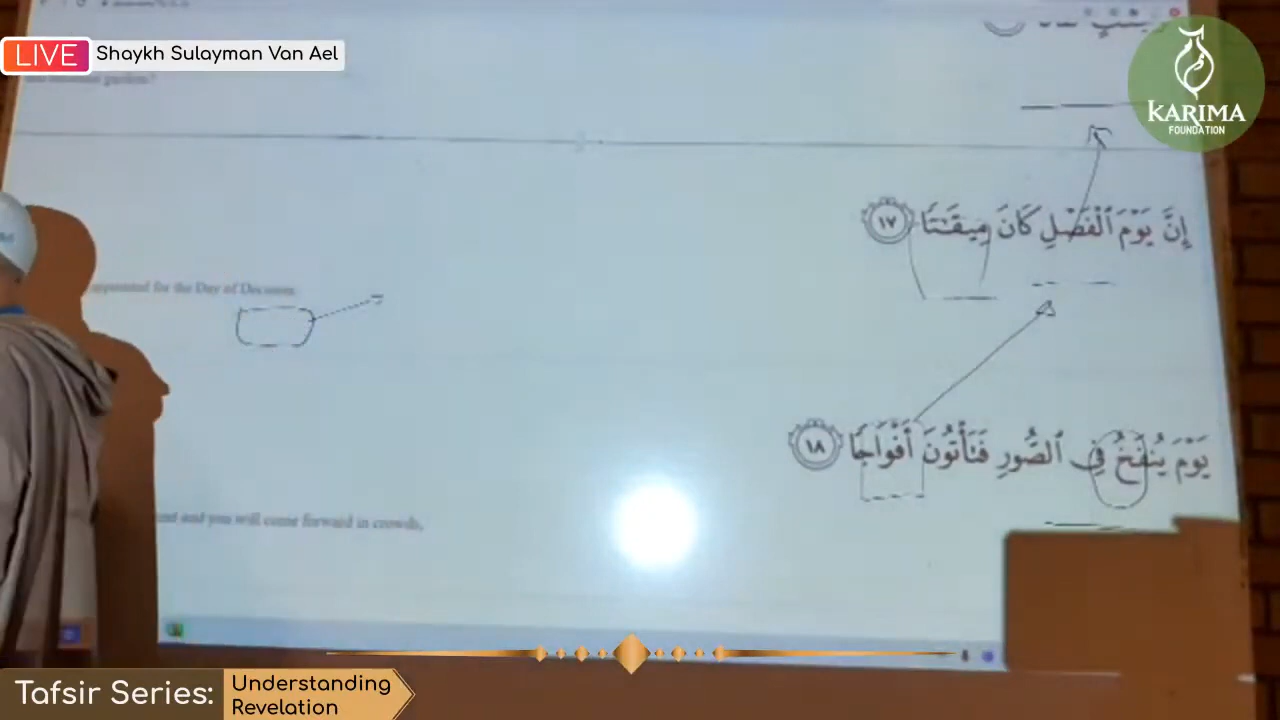 LIVE Shaykh Sulayman Van Ael
KARIMA
FOUNDATION
إِنَّ يَوْمَ ٱلْفَصْلِ كَانَ مِيقَـٰتًا ١٧
appointed for the Day of Decision.
يَوْمَ يُنفَخُ فِى ٱلصُّورِ فَتَأْتُونَ أَفْوَاجًا ١٨
and you will come forward in crowds,
Tafsir Series:
Understanding
Revelation